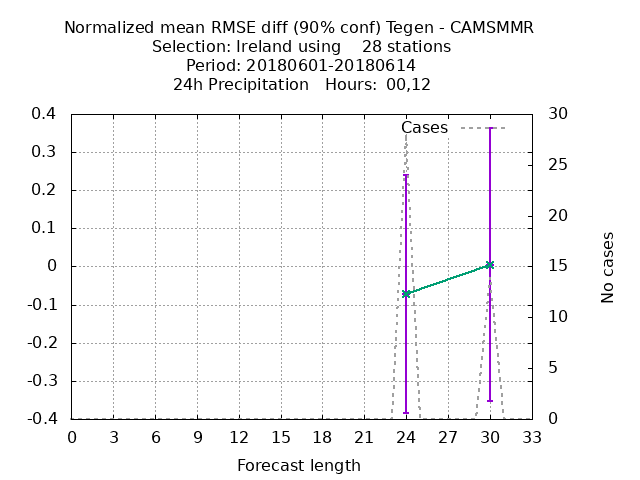 Normalized mean RMSE diff (90% conf) Tegen - CAMSMMR
Selection: Ireland using    28 stations
Period: 20180601-20180614
24h Precipitation   Hours:  00,12
Cases
0.4
0.3
0.2
0.1
0
-0.1
-0.2
-0.3
-0.4
30
25
20
15
10
5
0
No cases
0 3 6 9 12 15 18 21 24 27 30 33
Forecast length